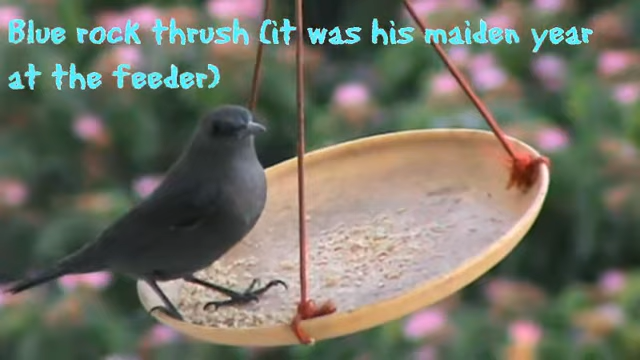 Blue rock thrush (it was his maiden year
at the feeder)